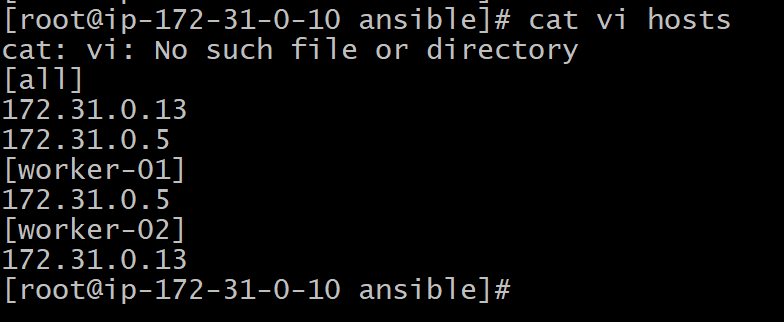 [root@ip-172-31-0-10 ansible]# cat vi hosts
cat: vi: No such file or directory
[all]
172.31.0.13
172.31.0.5
[worker-01]
172.31.0.5
[worker-02]
172.31.0.13
[root@ip-172-31-0-10 ansible]#